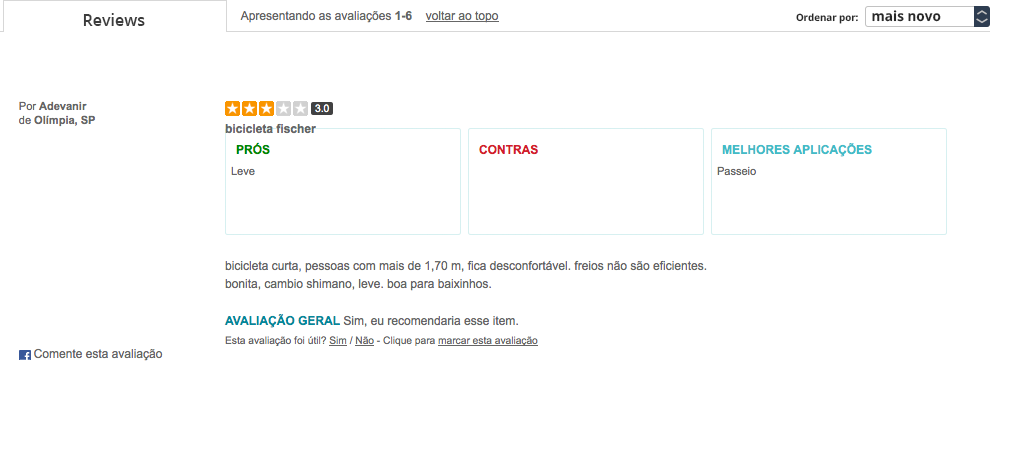 Reviews
Apresentando as avaliações 1-6 voltar ao topo
Ordenar por: mais novo
Por Adevanir
de Olímpia, SP
3.0
bicicleta fischer
PRÓS
Leve
CONTRAS
MELHORES APLICAÇÕES
Passeio
bicicleta curta, pessoas com mais de 1,70 m, fica desconfortável. freios não são eficientes.
bonita, cambio shimano, leve. boa para baixinhos.
AVALIAÇÃO GERAL Sim, eu recomendaria esse item.
Esta avaliação foi útil? Sim / Não - Clique para marcar esta avaliação
Comente esta avaliação